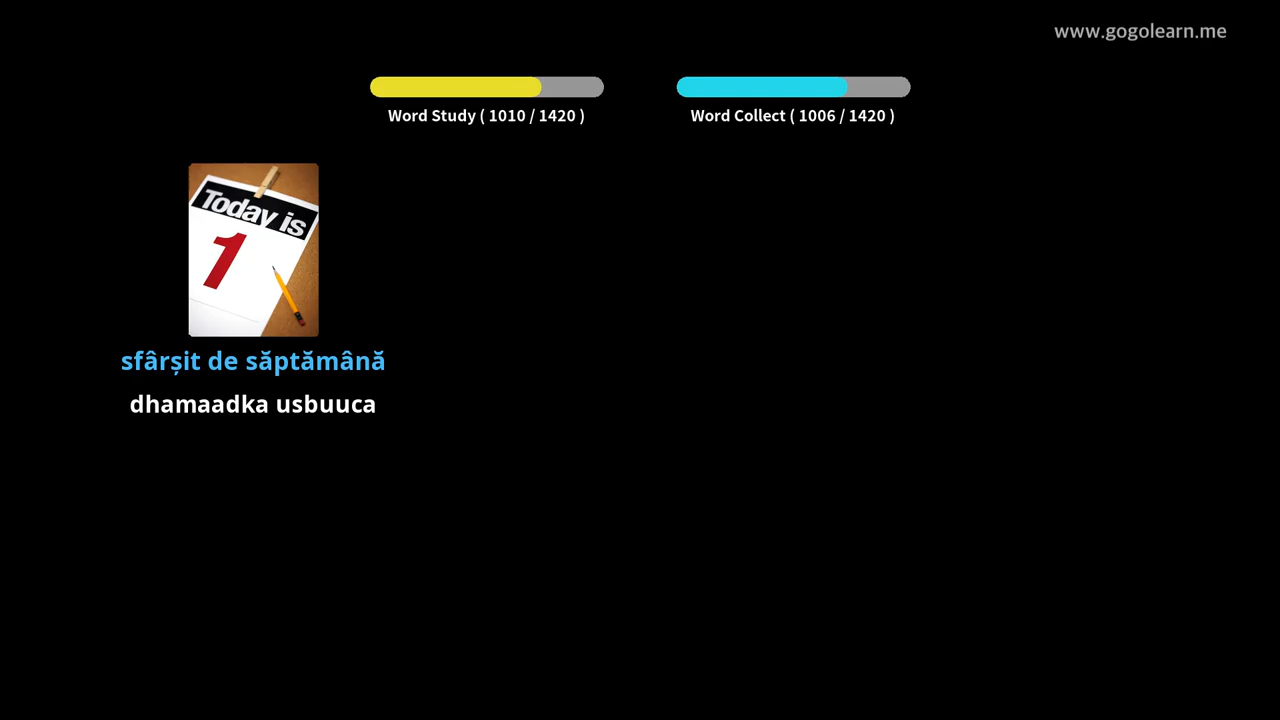 www.gogolearn.me
Word Study ( 1010 / 1420 )
Word Collect ( 1006 / 1420 )
Today is
1
sfârșit de săptămână
dhamaadka usbuuca